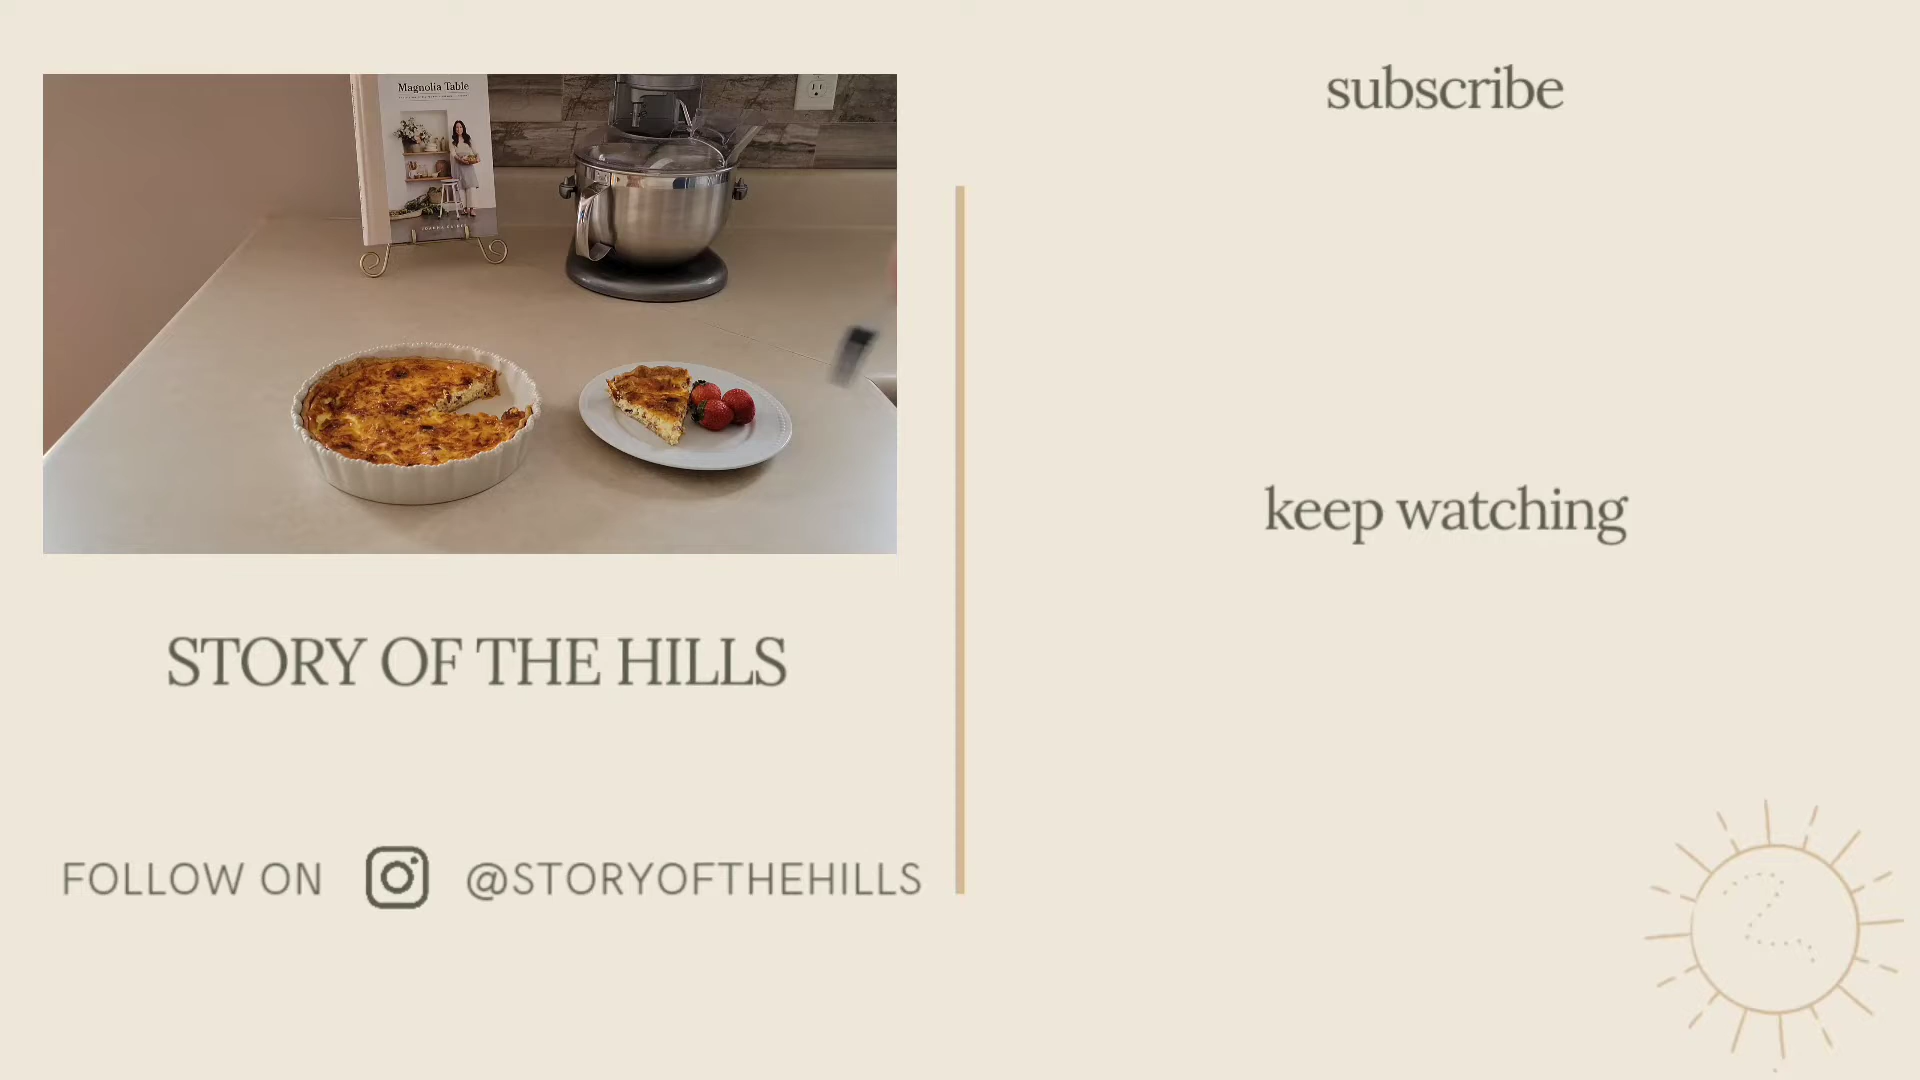 Magnolia Table
subscribe
keep watching
STORY OF THE HILLS
FOLLOW ON @STORYOFTHEHILLS